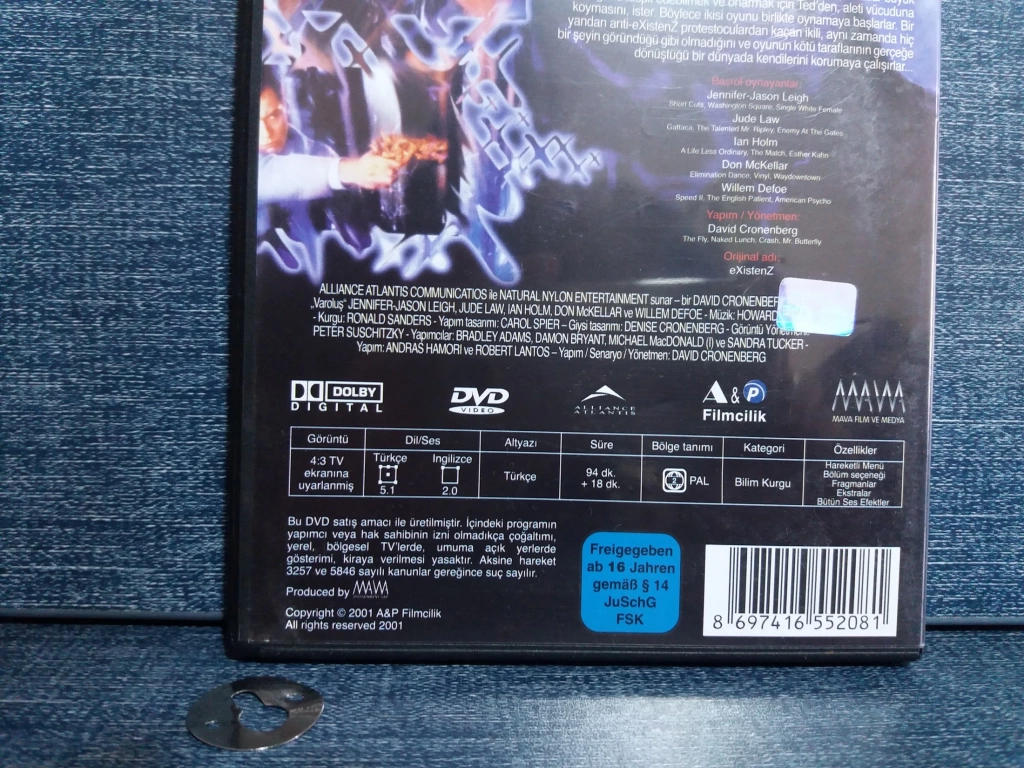 edebilmek ve onarmak için Ted'den, aleti vücuduna
koymasını, ister. Böylece ikisi oyunu birlikte oynamaya başlarlar. Bir
yandan anti-eXistenZ protestoculardan kaçan ikili, aynı zamanda hiç
bir şeyin göründüğü gibi olmadığını ve oyunun kötü taraflarının gerçeğe
dönüştüğü bir dünyada kendilerini korumaya çalışırlar...
Başrol oynayanlar:
Jennifer-Jason Leigh
Short Cuts, Washington Square, Single White Female
Jude Law
Gattaca, The Talented Mr. Ripley, Enemy At The Gates
Ian Holm
A Life Less Ordinary, The Match, Esther Kahn
Don McKellar
Elimination Dance, Vinyl, Waydowntown
Willem Defoe
Speed II, The English Patient, American Psycho
Yapım / Yönetmen:
David Cronenberg
The Fly, Naked Lunch, Crash, Mr. Butterfly
Orijinal adı:
eXistenZ
ALLIANCE ATLANTIS COMMUNICATIOS ile NATURAL NYLON ENTERTAINMENT sunar – bir DAVID CRONENBERG
„Varoluş“ JENNIFER-JASON LEIGH, JUDE LAW, IAN HOLM, DON McKELLAR ve WILLEM DEFOE - Müzik: HOWARD
- Kurgu: RONALD SANDERS - Yapım tasarımı: CAROL SPIER – Giysi tasarımı: DENISE CRONENBERG - Görüntü Yönetmeni:
PETER SUSCHITZKY - Yapımcılar: BRADLEY ADAMS, DAMON BRYANT, MICHAEL MacDONALD (I) ve SANDRA TUCKER -
Yapım: ANDRAS HAMORI ve ROBERT LANTOS – Yapım / Senaryo / Yönetmen: DAVID CRONENBERG
DOLBY
DIGITAL
DVD
VIDEO
ALLIANCE
ATLANTIS
A & P
Filmcilik
MAWA
MAVA FILM VE MEDYA
Görüntü Dil/Ses Altyazı Süre Bölge tanımı Kategori Özellikler
4:3 TV
ekranına
uyarlanmış
Türkçe Ingilizce
5.1 2.0
Türkçe
94 dk.
+ 18 dk.
2 PAL
Bilim Kurgu
Hareketli Menü
Bölüm seçeneği
Fragmanlar
Ekstralar
Bütün Ses Efektler
Bu DVD satış amacı ile üretilmiştir. İçindeki programın
yapımcı veya hak sahibinin izni olmadıkça çoğaltımı,
yerel, bölgesel TV'lerde, umuma açık yerlerde
gösterimi, kiraya verilmesi yasaktır. Aksine hareket
3257 ve 5846 sayılı kanunlar gereğince suç sayılır.
Produced by MAWA
Copyright © 2001 A&P Filmcilik
All rights reserved 2001
Freigegeben
ab 16 Jahren
gemäß § 14
JuSchG
FSK
8 697416 552081